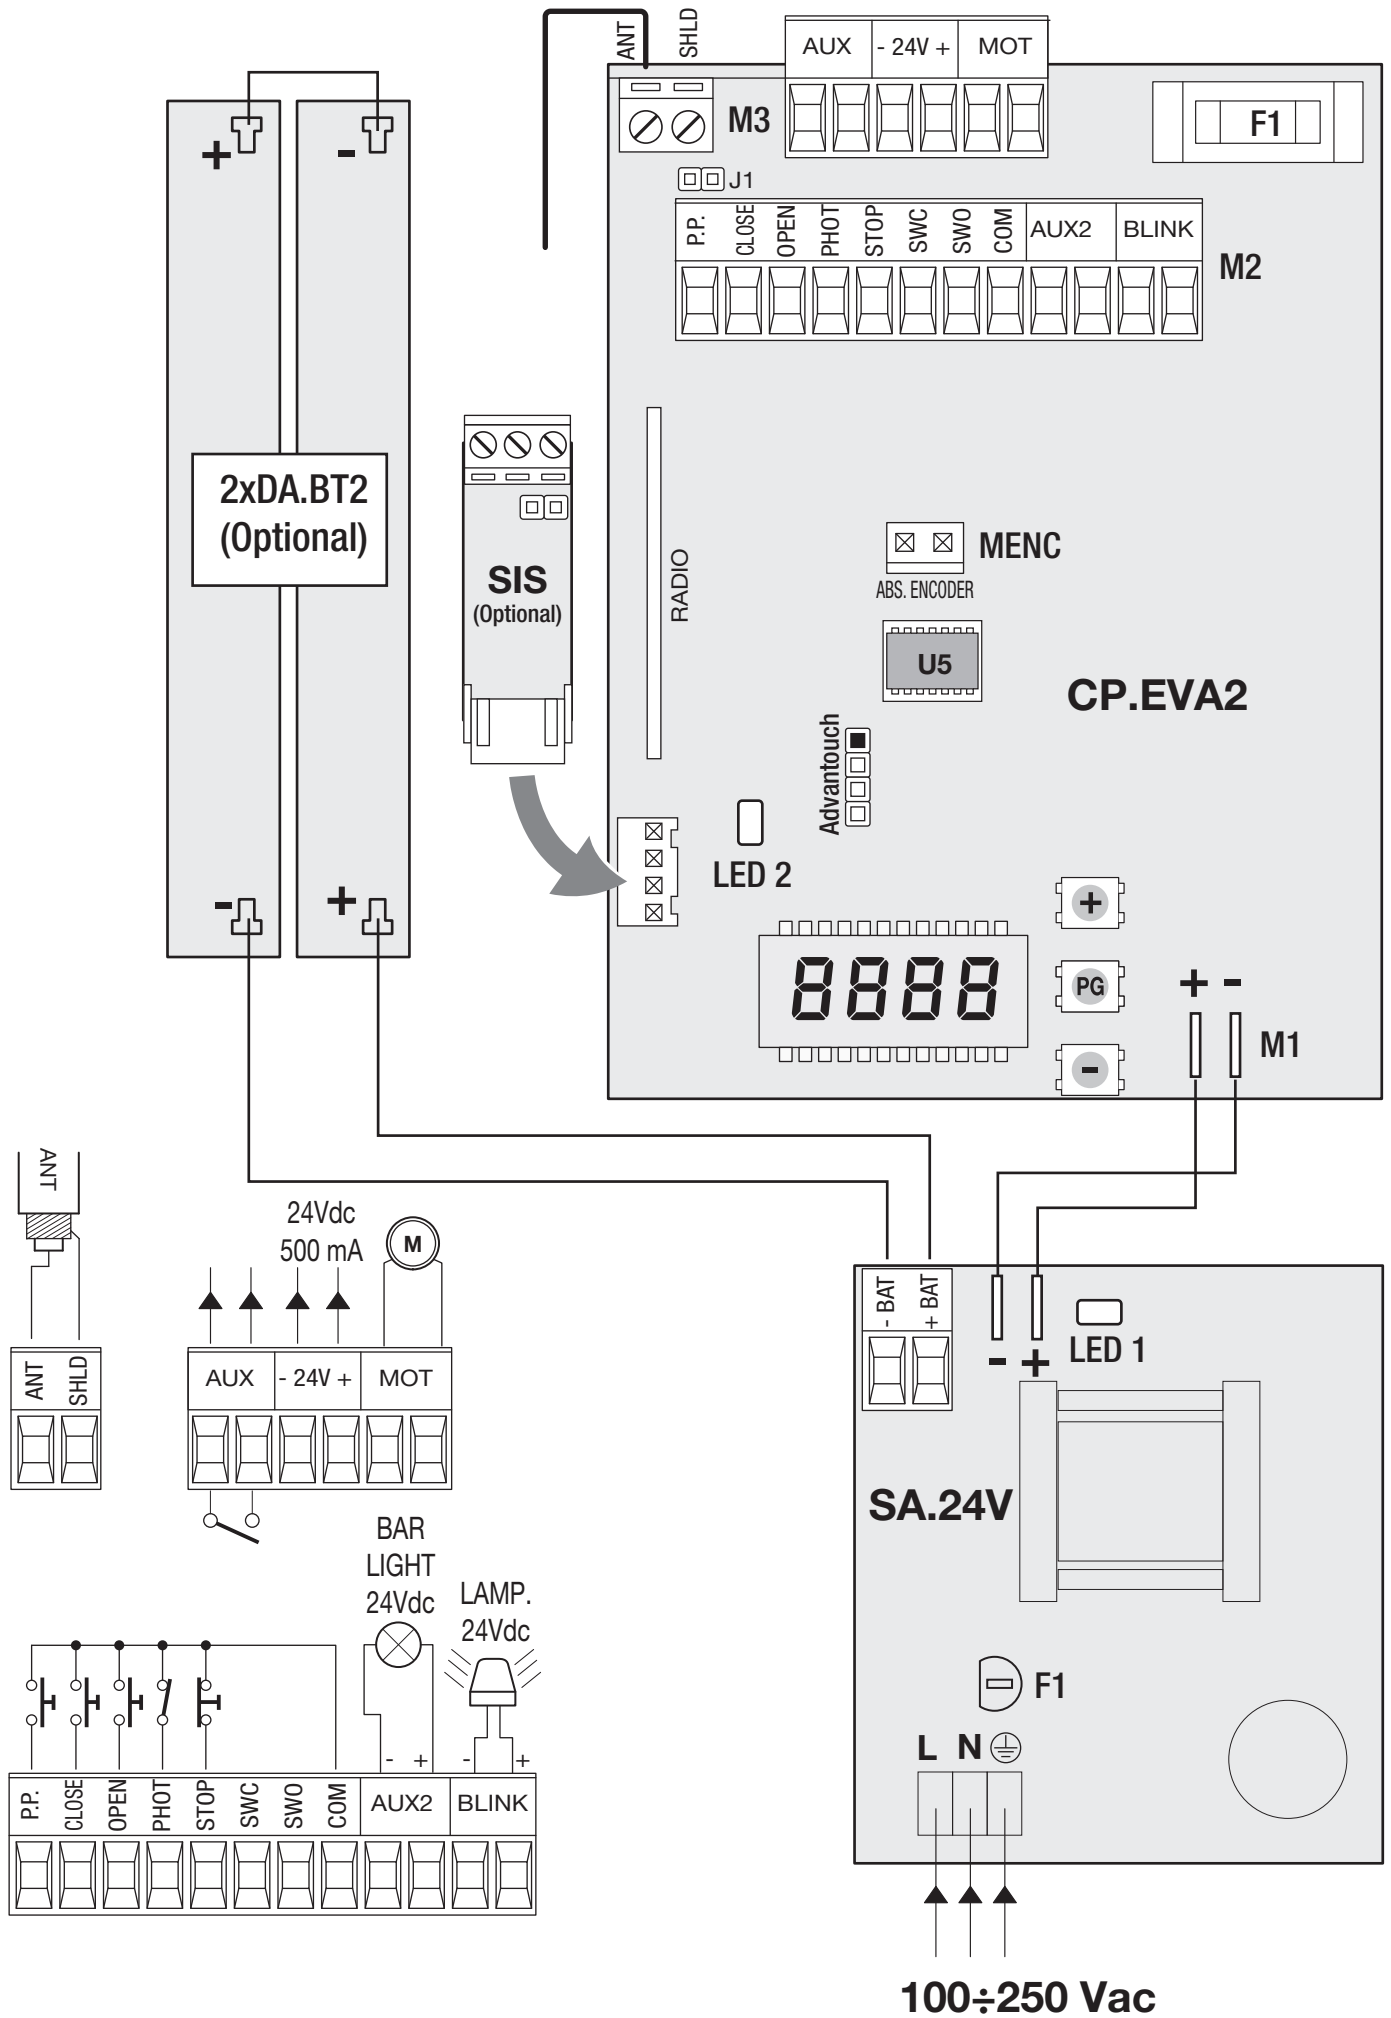 ANT
SHLD
AUX
- 24V +
MOT
M3
F1
J1
P.P.
CLOSE
OPEN
PHOT
STOP
SWC
SWO
COM
AUX2
BLINK
M2
+
-
2xDA.BT2
(Optional)
-
+
SIS
(Optional)
RADIO
MENC
ABS. ENCODER
U5
CP.EVA2
Advantouch
LED 2
8888
+
PG
-
+ -
M1
ANT
24Vdc
500 mA
M
ANT
SHLD
AUX
- 24V +
MOT
- BAT
+ BAT
- +
LED 1
SA.24V
BAR
LIGHT
24Vdc
LAMP.
24Vdc
- +
- +
P.P.
CLOSE
OPEN
PHOT
STOP
SWC
SWO
COM
AUX2
BLINK
F1
L N
100÷250 Vac